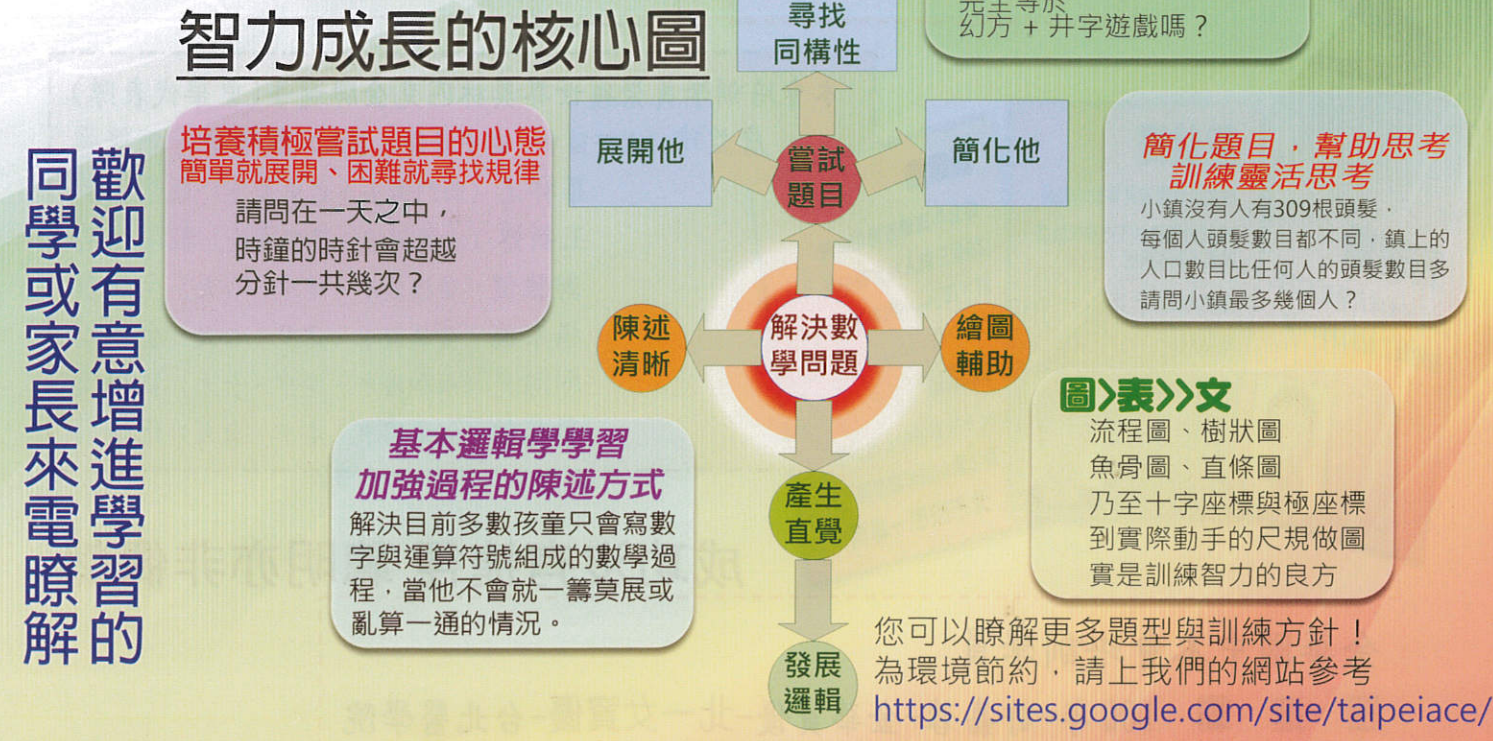 智力成長的核心圖
歡迎有意增進學習的
同學或家長來電瞭解
培養積極嘗試題目的心態
簡單就展開、困難就尋找規律
請問在一天之中，
時鐘的時針會超越
分針一共幾次？
尋找
同構性
完全等於
幻方 + 井字遊戲嗎？
展開他
嘗試
題目
簡化他
簡化題目，幫助思考
訓練靈活思考
小鎮沒有人有309根頭髮，
每個人頭髮數目都不同，鎮上的
人口數目比任何人的頭髮數目多
請問小鎮最多幾個人？
陳述
清晰
解決數
學問題
繪圖
輔助
基本邏輯學學習
加強過程的陳述方式
解決目前多數孩童只會寫數
字與運算符號組成的數學過
程，當他不會就一籌莫展或
亂算一通的情況。
產生
直覺
發展
邏輯
圖>表>>文
流程圖、樹狀圖
魚骨圖、直條圖
乃至十字座標與極座標
到實際動手的尺規做圖
實是訓練智力的良方
您可以瞭解更多題型與訓練方針！
為環境節約，請上我們的網站參考
https://sites.google.com/site/taipeiace/